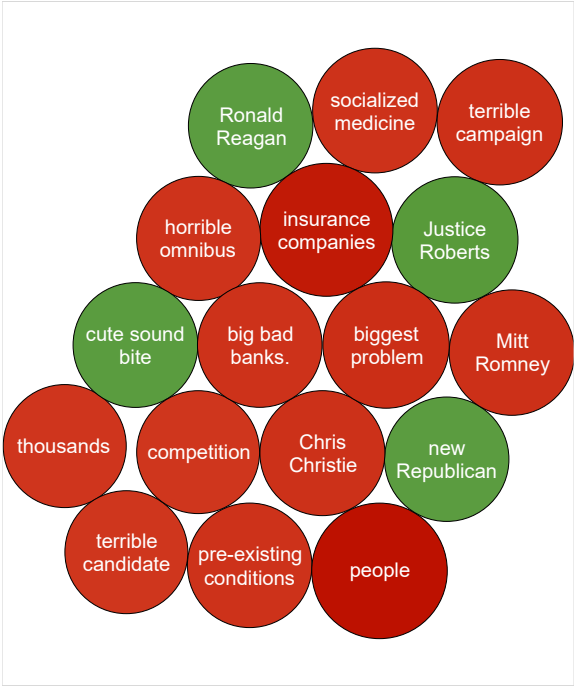 Ronald
Reagan
socialized
medicine
terrible
campaign
horrible
omnibus
insurance
companies
Justice
Roberts
cute sound
bite
big bad
banks.
biggest
problem
Mitt
Romney
thousands
competition
Chris
Christie
new
Republican
terrible
candidate
pre-existing
conditions
people